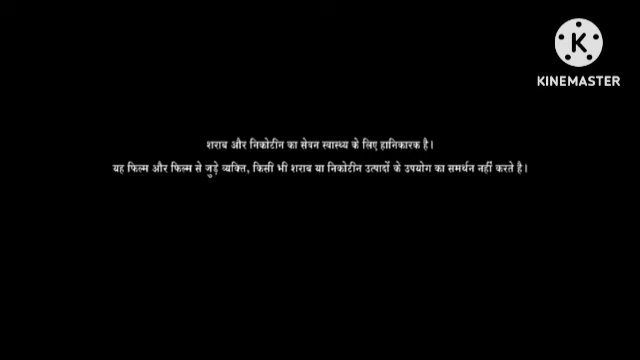 KINEMASTER
शराब और निकोटीन का सेवन स्वास्थ्य के लिए हानिकारक है।
यह फिल्म और फिल्म से जुड़े व्यक्ति, किसी भी शराब या निकोटीन उत्पादों के उपयोग का समर्थन नहीं करते है।